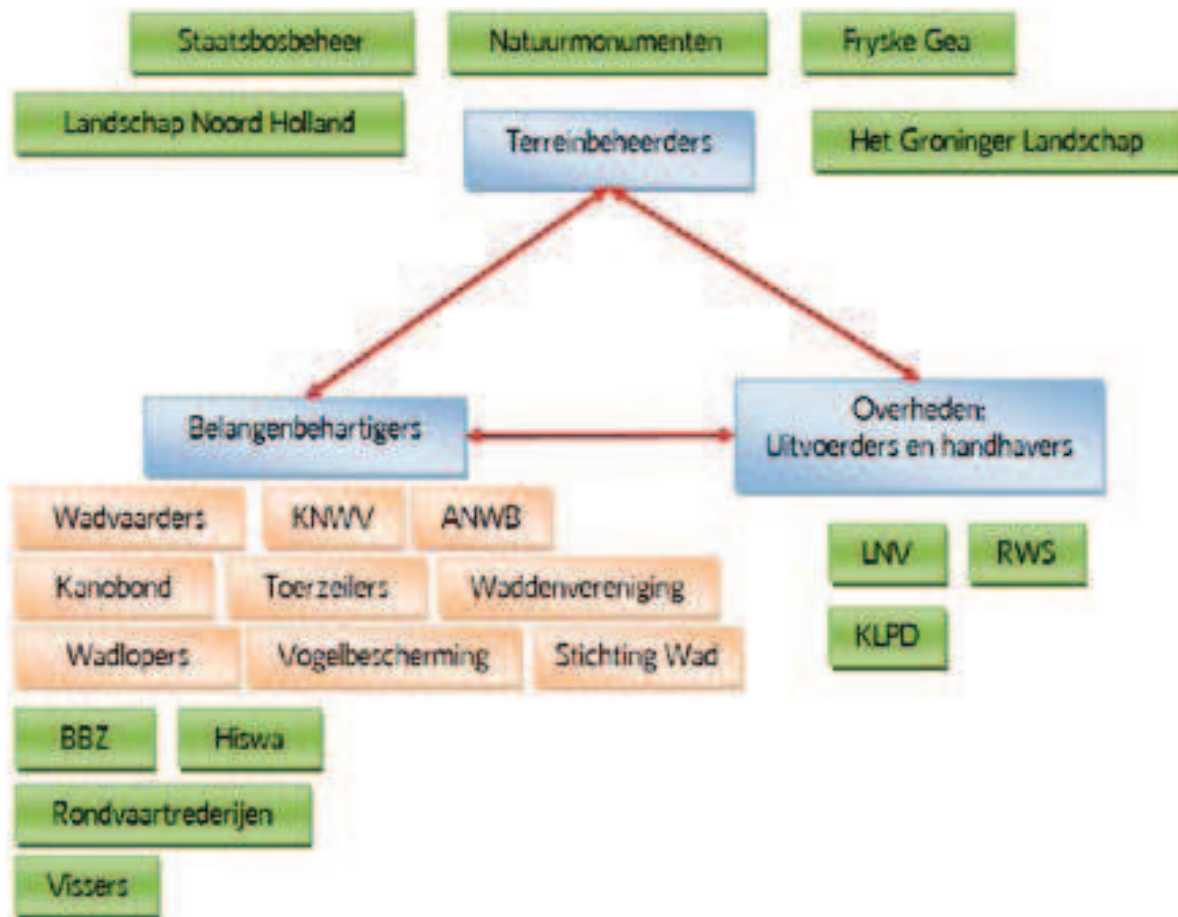 Staatsbosbeheer
Natuurmonumenten
Fryske Gea
Landschap Noord Holland
Terreinbeheerders
Het Groninger Landschap
Belangenbehartigers
Overheden:
Uitvoerders en handhavers
Wadvaarders
KNWV
ANWB
Kanobond
Toerzeilers
Waddenvereniging
Wadlopers
Vogelbescherming
Stichting Wad
LNV
RWS
KLPD
BBZ
Hiswa
Rondvaartrederijen
Vissers